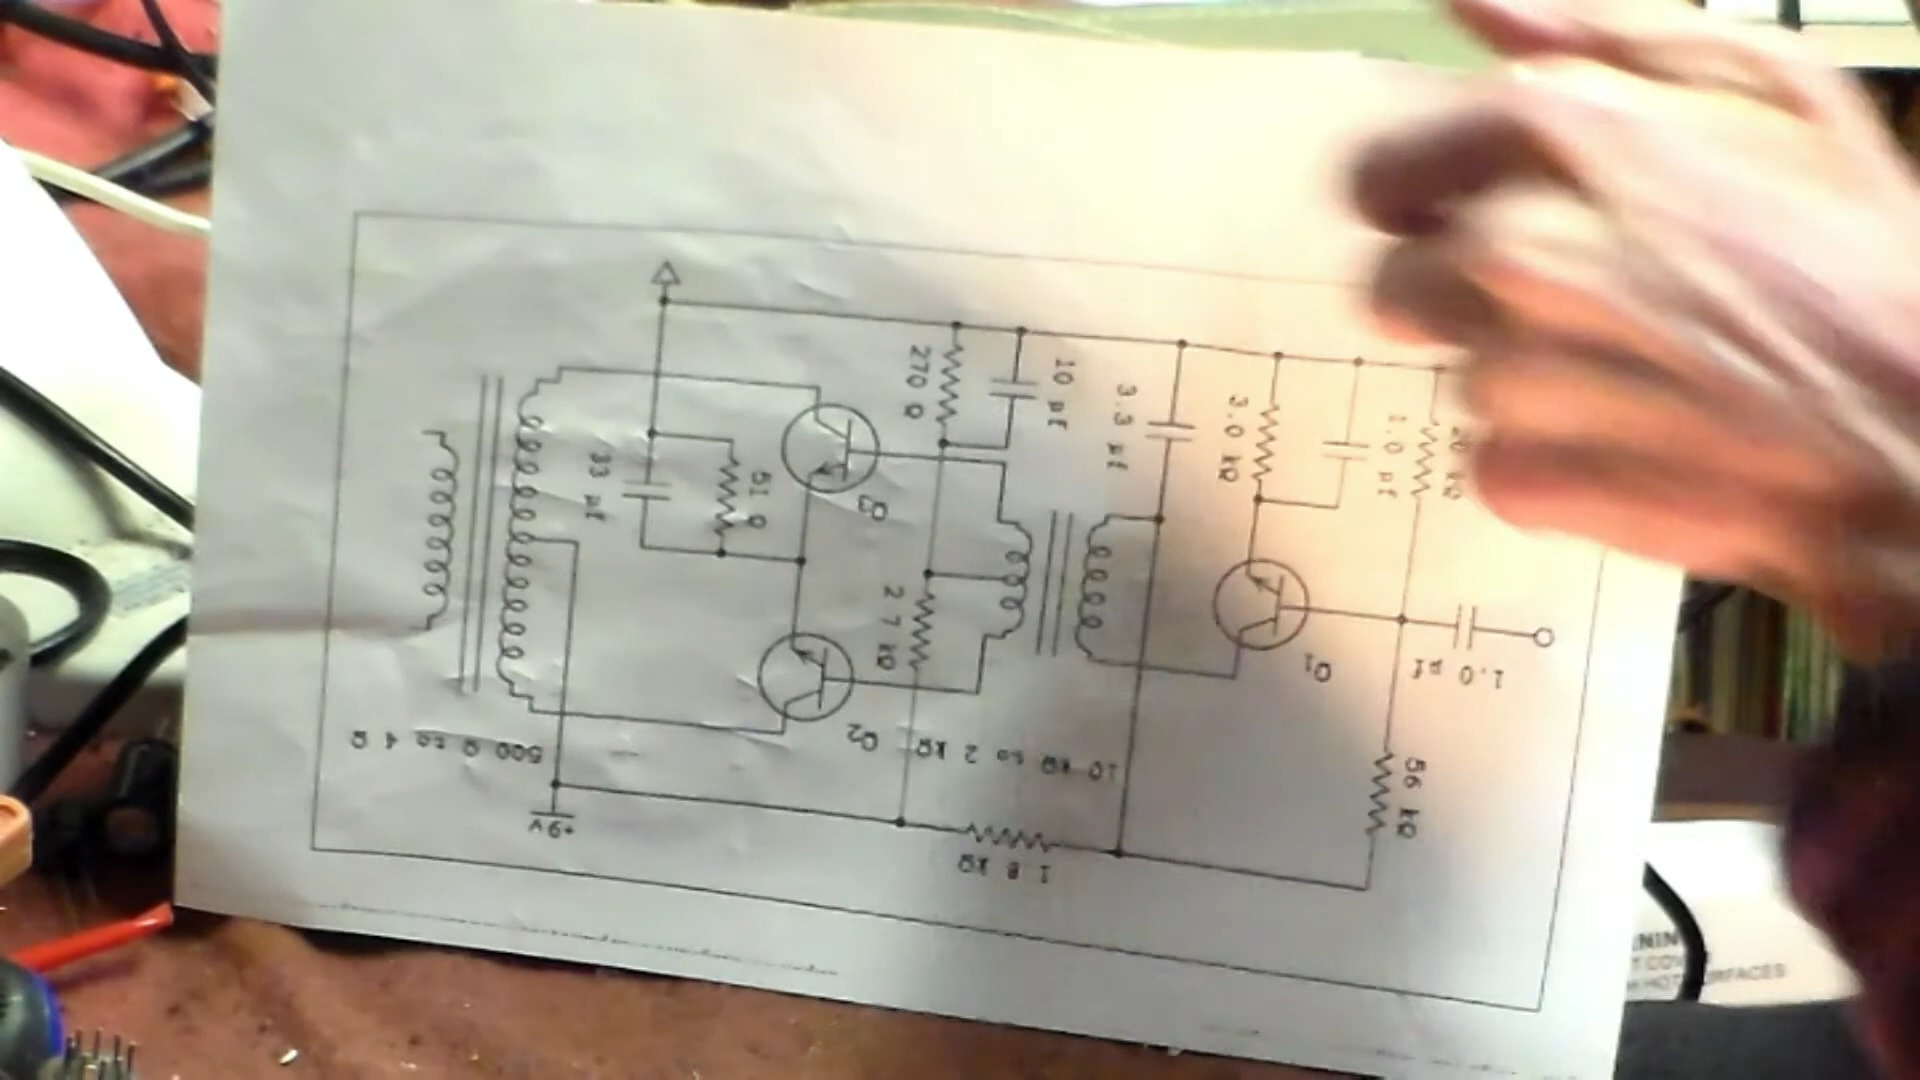 1.0 µf
56 kΩ
Q1
1.0 µf
3.0 kΩ
3.3 µf
10 kΩ to 2 kΩ
1.8 kΩ
10 µf
270 Ω
2.7 kΩ
Q2
Q3
51 Ω
33 µf
500 Ω to 4 Ω
+9V